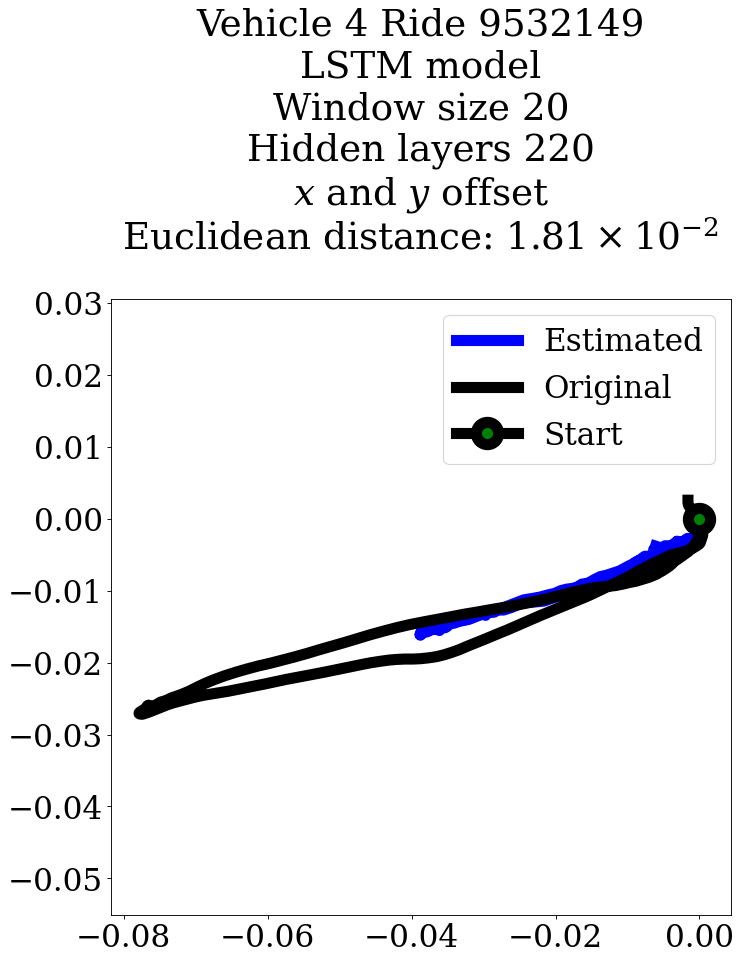 Vehicle 4 Ride 9532149
LSTM model
Window size 20
Hidden layers 220
x and y offset
Euclidean distance: 1.81 × 10⁻²
0.03
0.02
0.01
0.00
−0.01
−0.02
−0.03
−0.04
−0.05
Estimated
Original
Start
−0.08 −0.06 −0.04 −0.02 0.00